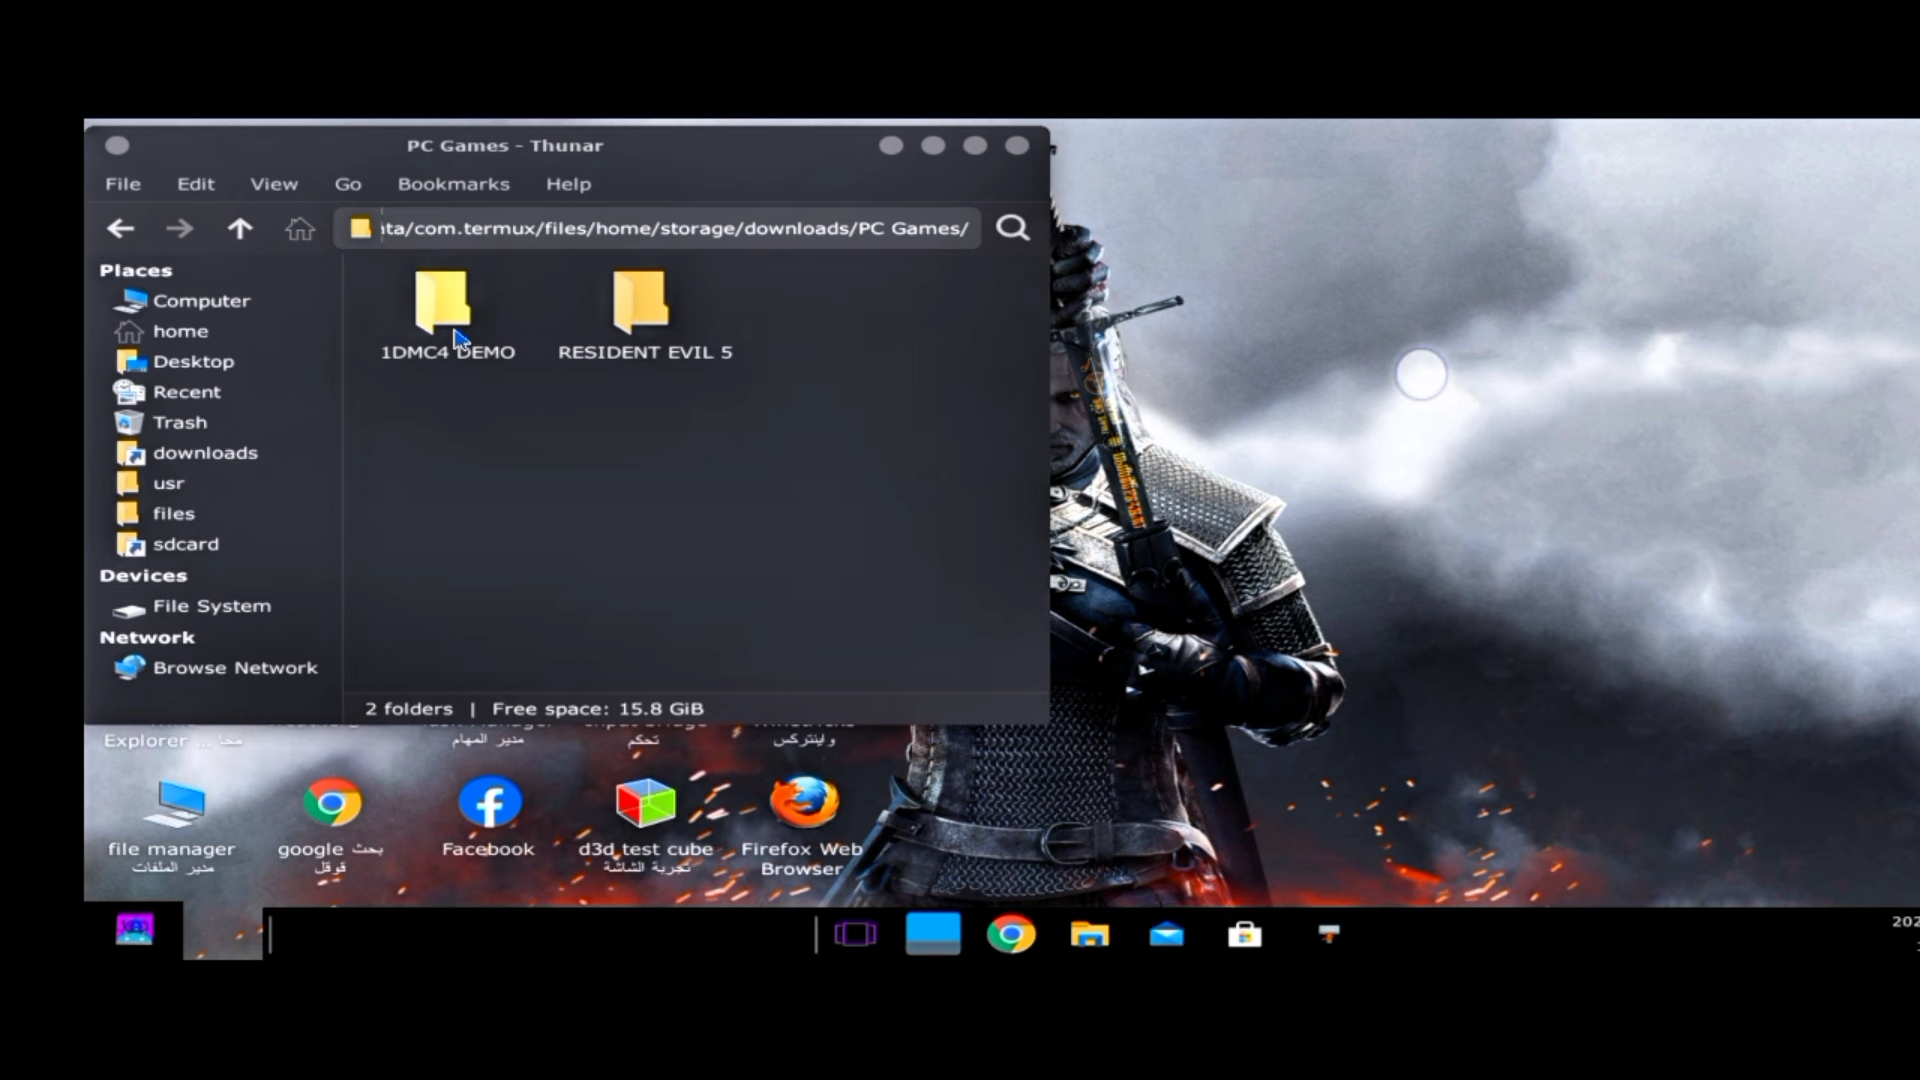 PC Games - Thunar
File Edit View Go Bookmarks Help
ata/com.termux/files/home/storage/downloads/PC Games/
Places
Computer
home
Desktop
Recent
Trash
downloads
usr
files
sdcard
Devices
File System
Network
Browse Network
1DMC4 DEMO
RESIDENT EVIL 5
2 folders | Free space: 15.8 GiB
Explorer ... محا
مدير المهام
تحكم
واينتركس
file manager
مدير الملفات
google بحث
قوقل
Facebook
d3d test cube
تجربة الشاشة
Firefox Web
Browser
202